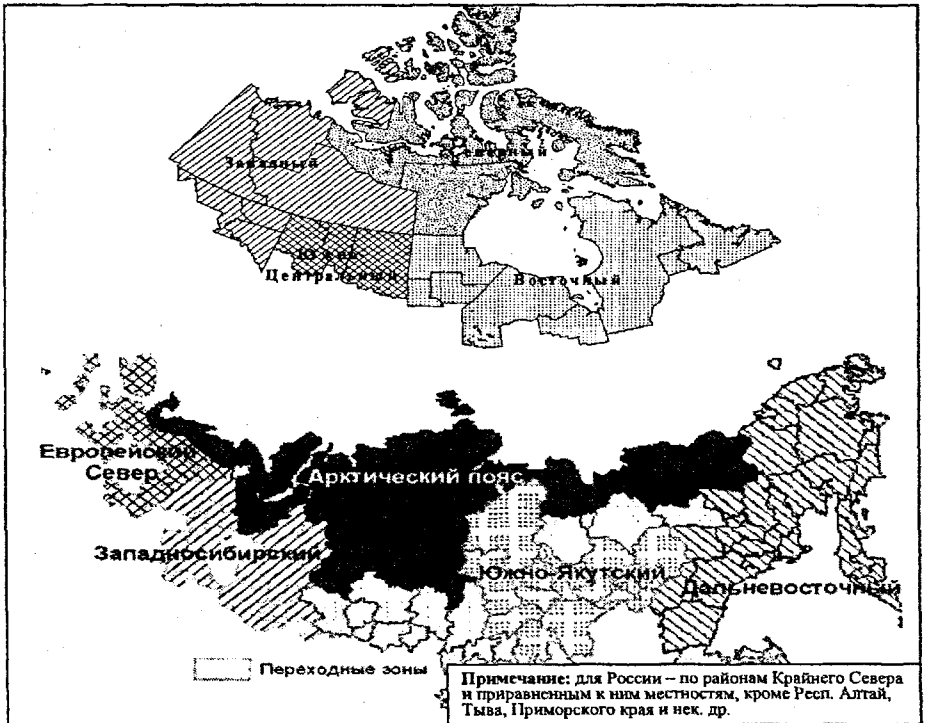 Западный
Северный
Южно-
Центральный
Восточный
Европейский
Север
Арктический пояс
Западносибирский
Южно-Якутский
Дальневосточный
Переходные зоны
Примечание: для России – по районам Крайнего Севера
и приравненным к ним местностям, кроме Респ. Алтай,
Тыва, Приморского края и нек. др.